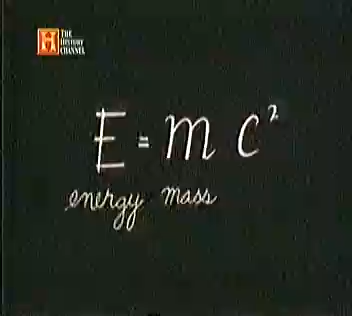 H
THE
HISTORY
CHANNEL
E = m c²
energy mass